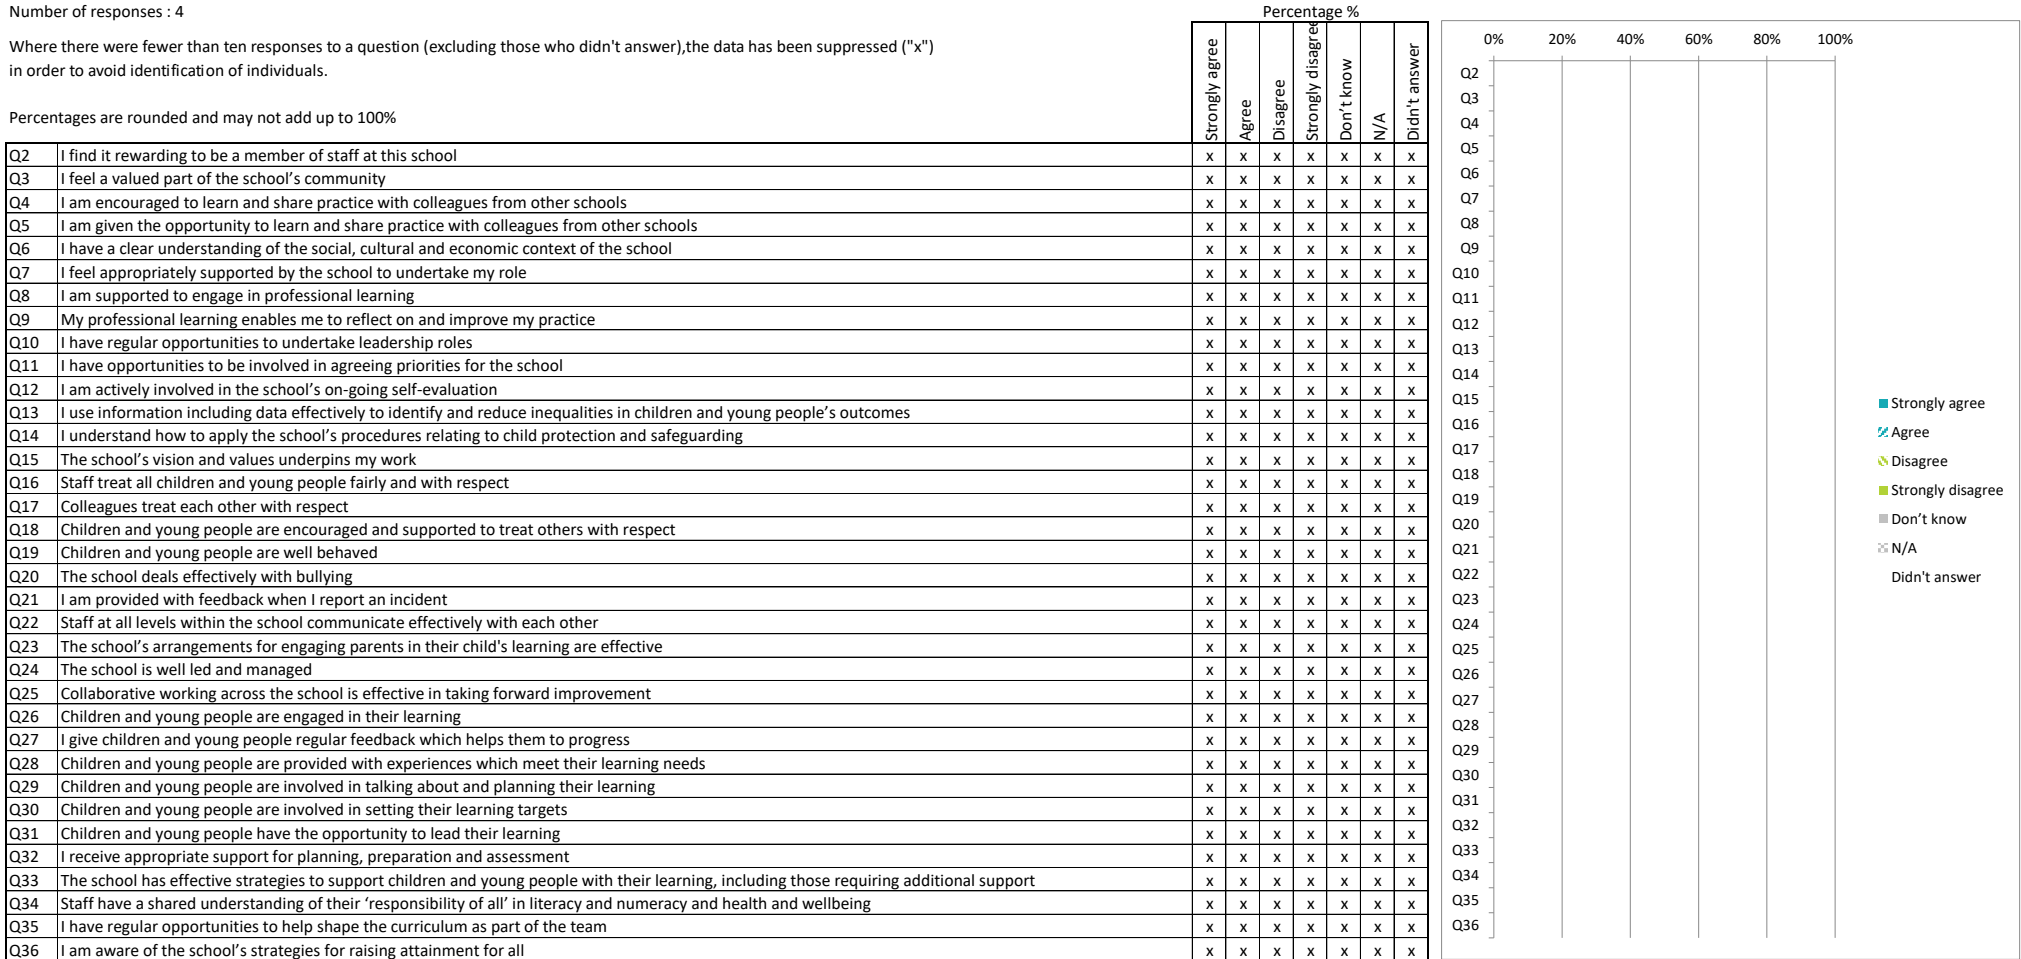 Number of responses : 4
Percentage %
Where there were fewer than ten responses to a question (excluding those who didn't answer),the data has been suppressed ("x")
in order to avoid identification of individuals.
Percentages are rounded and may not add up to 100%
Strongly agree
Agree
Disagree
Strongly disagree
Don't know
N/A
Didn't answer
Q2 I find it rewarding to be a member of staff at this school x x x x x x x
Q3 I feel a valued part of the school’s community x x x x x x x
Q4 I am encouraged to learn and share practice with colleagues from other schools x x x x x x x
Q5 I am given the opportunity to learn and share practice with colleagues from other schools x x x x x x x
Q6 I have a clear understanding of the social, cultural and economic context of the school x x x x x x x
Q7 I feel appropriately supported by the school to undertake my role x x x x x x x
Q8 I am supported to engage in professional learning x x x x x x x
Q9 My professional learning enables me to reflect on and improve my practice x x x x x x x
Q10 I have regular opportunities to undertake leadership roles x x x x x x x
Q11 I have opportunities to be involved in agreeing priorities for the school x x x x x x x
Q12 I am actively involved in the school’s on-going self-evaluation x x x x x x x
Q13 I use information including data effectively to identify and reduce inequalities in children and young people’s outcomes x x x x x x x
Q14 I understand how to apply the school’s procedures relating to child protection and safeguarding x x x x x x x
Q15 The school’s vision and values underpins my work x x x x x x x
Q16 Staff treat all children and young people fairly and with respect x x x x x x x
Q17 Colleagues treat each other with respect x x x x x x x
Q18 Children and young people are encouraged and supported to treat others with respect x x x x x x x
Q19 Children and young people are well behaved x x x x x x x
Q20 The school deals effectively with bullying x x x x x x x
Q21 I am provided with feedback when I report an incident x x x x x x x
Q22 Staff at all levels within the school communicate effectively with each other x x x x x x x
Q23 The school’s arrangements for engaging parents in their child's learning are effective x x x x x x x
Q24 The school is well led and managed x x x x x x x
Q25 Collaborative working across the school is effective in taking forward improvement x x x x x x x
Q26 Children and young people are engaged in their learning x x x x x x x
Q27 I give children and young people regular feedback which helps them to progress x x x x x x x
Q28 Children and young people are provided with experiences which meet their learning needs x x x x x x x
Q29 Children and young people are involved in talking about and planning their learning x x x x x x x
Q30 Children and young people are involved in setting their learning targets x x x x x x x
Q31 Children and young people have the opportunity to lead their learning x x x x x x x
Q32 I receive appropriate support for planning, preparation and assessment x x x x x x x
Q33 The school has effective strategies to support children and young people with their learning, including those requiring additional support x x x x x x x
Q34 Staff have a shared understanding of their ‘responsibility of all’ in literacy and numeracy and health and wellbeing x x x x x x x
Q35 I have regular opportunities to help shape the curriculum as part of the team x x x x x x x
Q36 I am aware of the school’s strategies for raising attainment for all x x x x x x x
0% 20% 40% 60% 80% 100%
Q2
Q3
Q4
Q5
Q6
Q7
Q8
Q9
Q10
Q11
Q12
Q13
Q14
Q15
Q16
Q17
Q18
Q19
Q20
Q21
Q22
Q23
Q24
Q25
Q26
Q27
Q28
Q29
Q30
Q31
Q32
Q33
Q34
Q35
Q36
Strongly agree
Agree
Disagree
Strongly disagree
Don’t know
N/A
Didn't answer